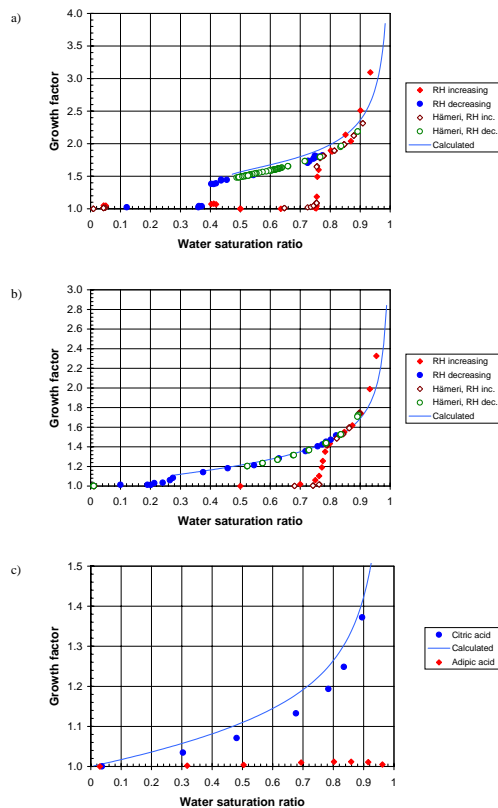 a)
4.0
3.5
3.0
2.5
2.0
1.5
1.0
Growth factor
0 0.1 0.2 0.3 0.4 0.5 0.6 0.7 0.8 0.9 1
Water saturation ratio
RH increasing
RH decreasing
Hämeri, RH inc.
Hämeri, RH dec.
Calculated
b)
3.0
2.8
2.6
2.4
2.2
2.0
1.8
1.6
1.4
1.2
1.0
Growth factor
0 0.1 0.2 0.3 0.4 0.5 0.6 0.7 0.8 0.9 1
Water saturation ratio
RH increasing
RH decreasing
Hämeri, RH inc.
Hämeri, RH dec.
Calculated
c)
1.5
1.4
1.3
1.2
1.1
1.0
Growth factor
0 0.1 0.2 0.3 0.4 0.5 0.6 0.7 0.8 0.9 1
Water saturation ratio
Citric acid
Calculated
Adipic acid